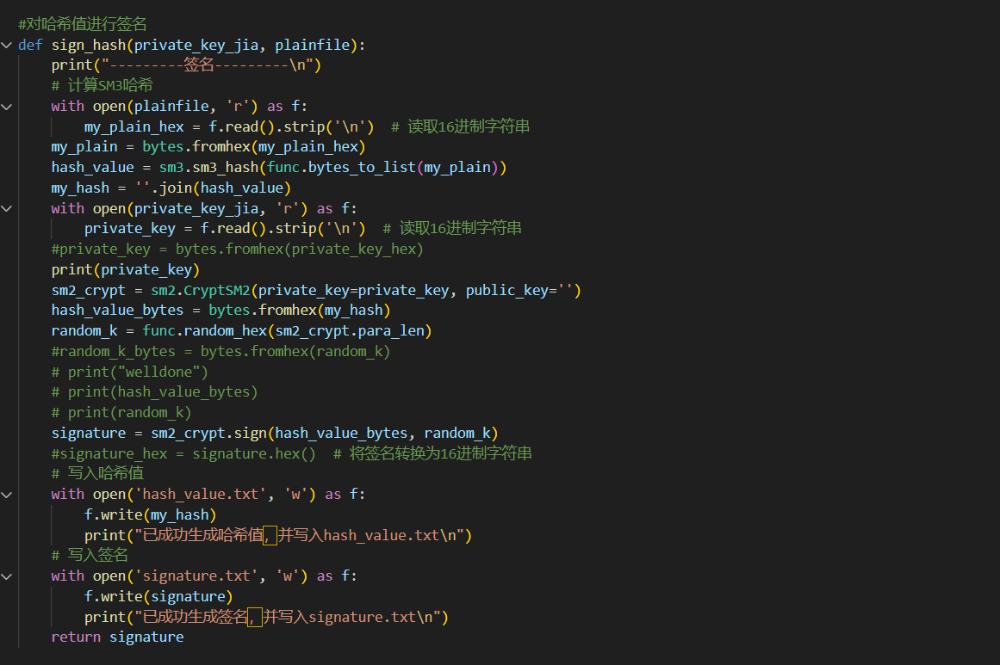 #对哈希值进行签名
def sign_hash(private_key_jia, plainfile):
    print("---------签名---------\n")
    # 计算SM3哈希
    with open(plainfile, 'r') as f:
        my_plain_hex = f.read().strip('\n')  # 读取16进制字符串
    my_plain = bytes.fromhex(my_plain_hex)
    hash_value = sm3.sm3_hash(func.bytes_to_list(my_plain))
    my_hash = ''.join(hash_value)
    with open(private_key_jia, 'r') as f:
        private_key = f.read().strip('\n')  # 读取16进制字符串
    #private_key = bytes.fromhex(private_key_hex)
    print(private_key)
    sm2_crypt = sm2.CryptSM2(private_key=private_key, public_key='')
    hash_value_bytes = bytes.fromhex(my_hash)
    random_k = func.random_hex(sm2_crypt.para_len)
    #random_k_bytes = bytes.fromhex(random_k)
    # print("welldone")
    # print(hash_value_bytes)
    # print(random_k)
    signature = sm2_crypt.sign(hash_value_bytes, random_k)
    #signature_hex = signature.hex()  # 将签名转换为16进制字符串
    # 写入哈希值
    with open('hash_value.txt', 'w') as f:
        f.write(my_hash)
        print("已成功生成哈希值，并写入hash_value.txt\n")
    # 写入签名
    with open('signature.txt', 'w') as f:
        f.write(signature)
        print("已成功生成签名，并写入signature.txt\n")
    return signature